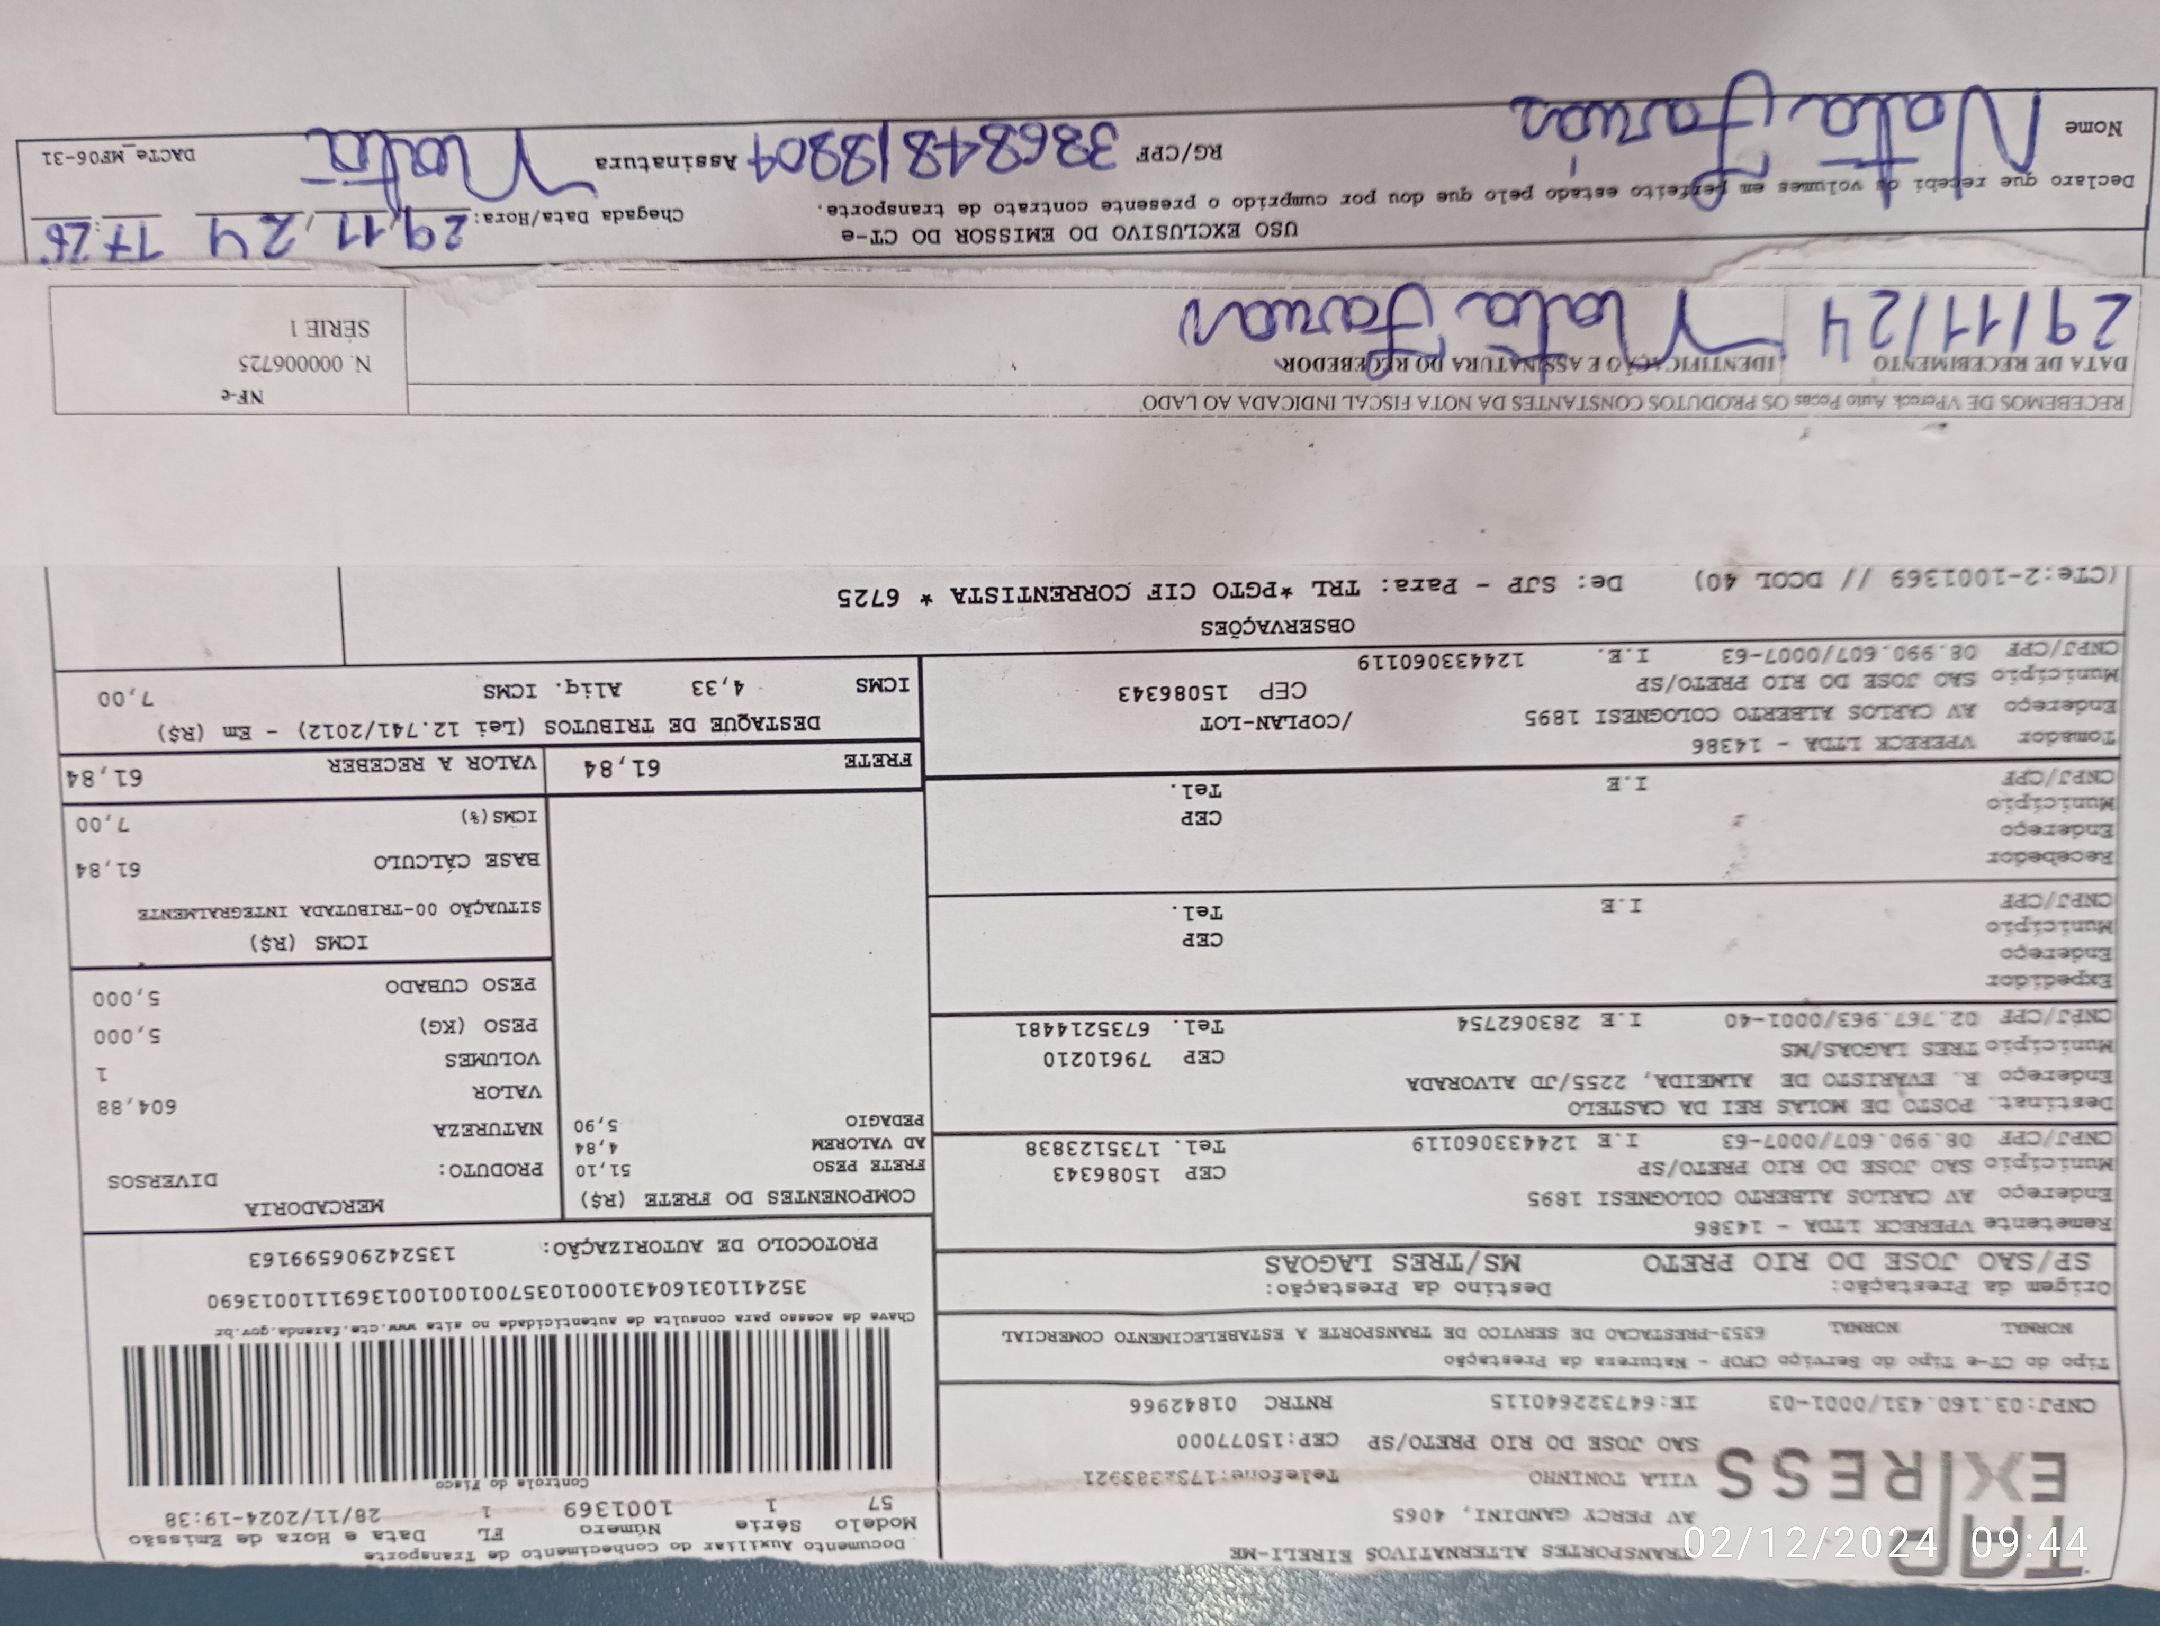 TAP
EXPRESS
TRANSPORTES ALTERNATIVOS EIRELI-ME
AV PERCY GANDINI, 4065
VILA TONINHO
SAO JOSE DO RIO PRETO/SP CEP:15077000
CNPJ:03.160.431/0001-03 IE:647322640115 RNTRC 01842966
Documento Auxiliar do Conhecimento de Transporte
Modelo Série Número FL Data e Hora de Emissão
57 1 1001369 1 28/11/2024-19:38
Controle do Fisco
Chave de acesso para consulta de autenticidade no site www.cte.fazenda.gov.br
PROTOCOLO DE AUTORIZAÇÃO: 135242906599163
Tipo do CT-e Tipo do Serviço CFOP - Natureza da Prestação
NORMAL NORMAL 6353-PRESTACAO DE SERVICO DE TRANSPORTE A ESTABELECIMENTO COMERCIAL
Origem da Prestação: Destino da Prestação:
SP/SAO JOSE DO RIO PRETO MS/TRES LAGOAS
Remetente VPERECK LTDA - 14386
Endereço AV CARLOS ALBERTO COLOGNESI 1895
Município SAO JOSE DO RIO PRETO/SP CEP 15086343
CNPJ/CPF 08.990.607/0007-63 I.E 124433060119 Tel. 1735123838
Destinat. POSTO DE MOLAS REI DA CASTELO
Endereço R. EVARISTO DE ALMEIDA, 2255/JD ALVORADA
Município TRES LAGOAS/MS CEP 79610210
CNPJ/CPF 02.767.963/0001-40 I.E 283062754 Tel. 6735214481
Expedidor
Endereço
Município CEP
CNPJ/CPF I.E Tel.
Recebedor
Endereço
Município CEP
CNPJ/CPF I.E Tel.
Tomador VPERECK LTDA - 14386
Endereço AV CARLOS ALBERTO COLOGNESI 1895 /COPLAN-LOT
Município SAO JOSE DO RIO PRETO/SP CEP 15086343
CNPJ/CPF 08.990.607/0007-63 I.E. 124433060119
COMPONENTES DO FRETE (R$)
FRETE PESO 51,10
AD VALOREM 4,84
PEDAGIO 5,90
MERCADORIA
PRODUTO: DIVERSOS
NATUREZA
VALOR 604,88
VOLUMES 1
PESO (KG) 5,000
PESO CUBADO 5,000
ICMS (R$)
SITUAÇÃO 00-TRIBUTADA INTEGRALMENTE
BASE CÁLCULO 61,84
ICMS(%) 7,00
FRETE 61,84 VALOR A RECEBER 61,84
DESTAQUE DE TRIBUTOS (Lei 12.741/2012) - Em (R$)
ICMS 4,33 Aliq. ICMS 7,00
OBSERVAÇÕES
(CTe:2-1001369 // DCOL 40) De: SJP - Para: TRL *PGTO CIF CORRENTISTA * 6725
RECEBEMOS DE VPereck Auto Pecas OS PRODUTOS CONSTANTES DA NOTA FISCAL INDICADA AO LADO
DATA DE RECEBIMENTO IDENTIFICAÇÃO E ASSINATURA DO RECEBEDOR
29/11/24 Natã Farias
NF-e
N. 000006725
SÉRIE 1
USO EXCLUSIVO DO EMISSOR DO CT-e
Declaro que recebi os volumes em perfeito estado pelo que dou por cumprido o presente contrato de transporte.
Chegada Data/Hora: 29/11/24 17:26
Nome Natã Farias RG/CPF Assinatura Natã
DACTe_MF06-31
02/12/2024 09:44